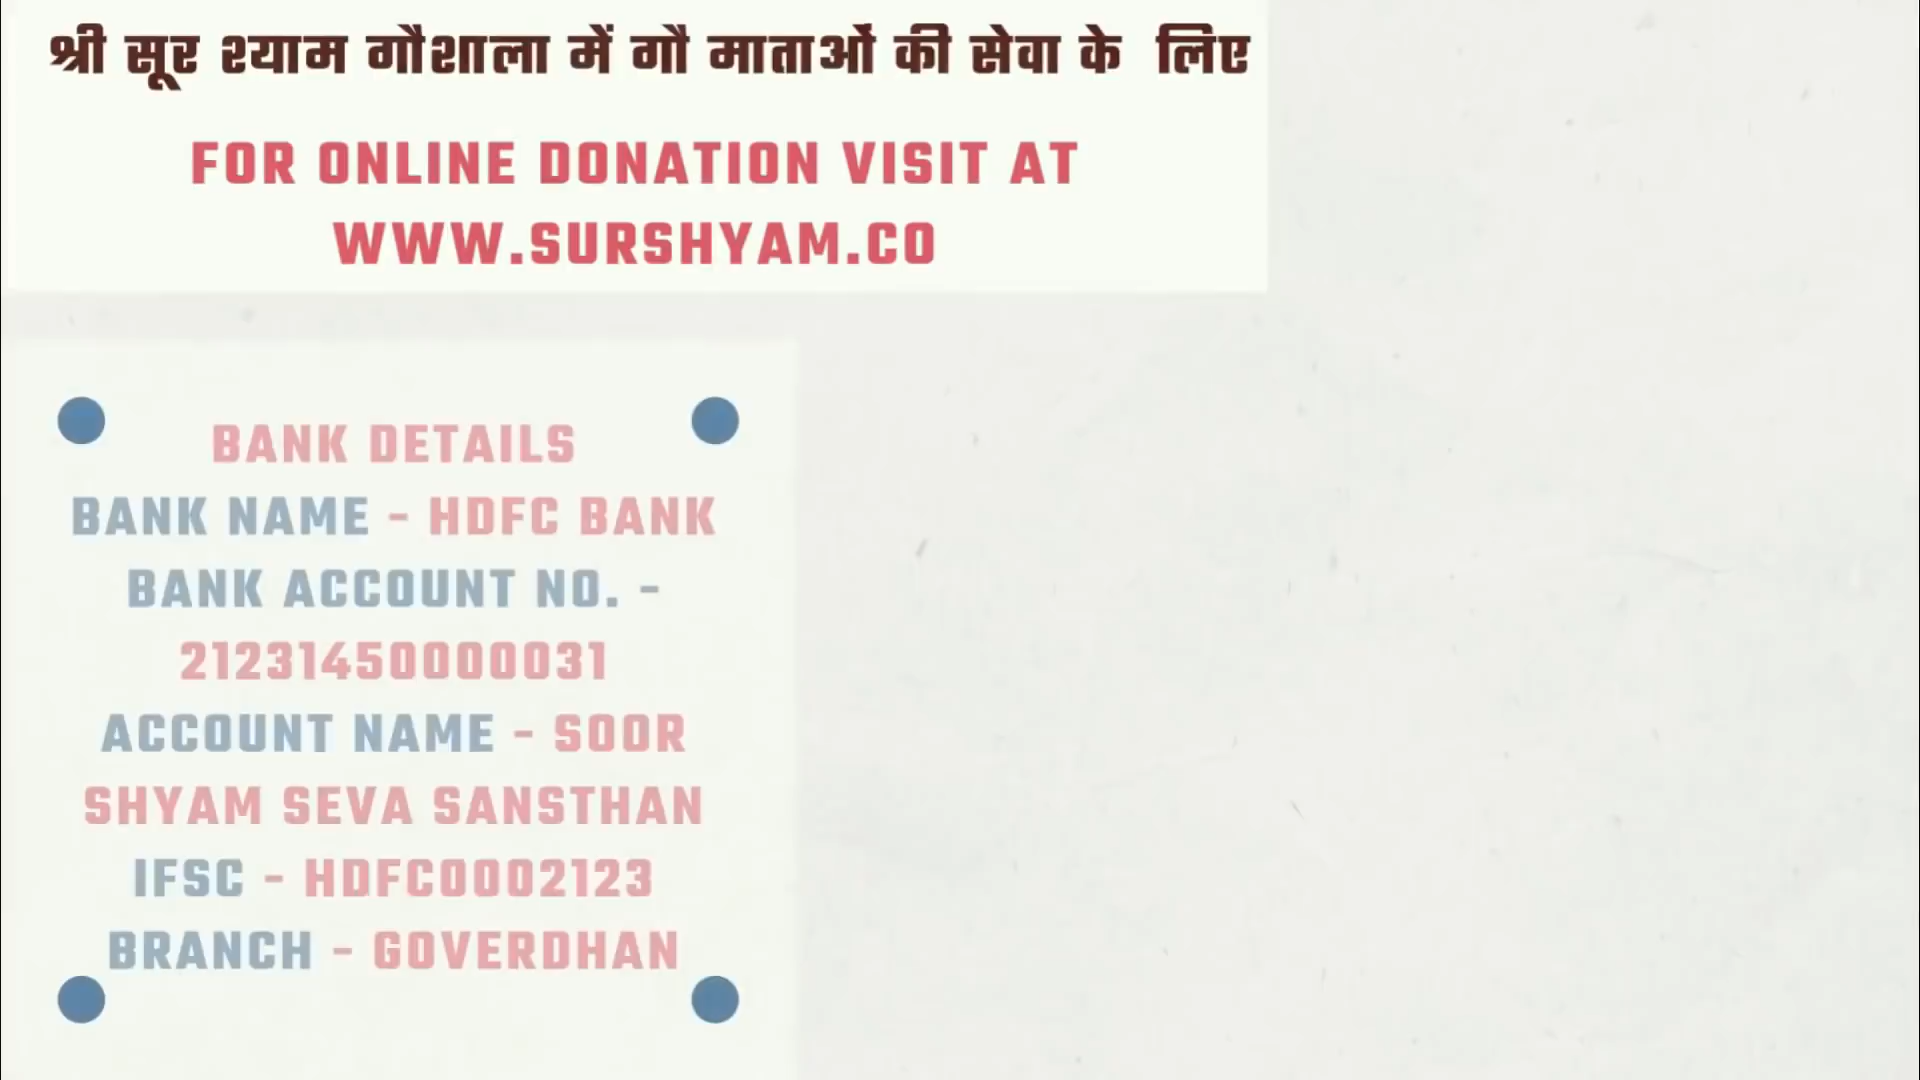 श्री सूर श्याम गौशाला में गौ माताओं की सेवा के लिए
FOR ONLINE DONATION VISIT AT
WWW.SURSHYAM.CO
BANK DETAILS
BANK NAME - HDFC BANK
BANK ACCOUNT NO. -
21231450000031
ACCOUNT NAME - SOOR
SHYAM SEVA SANSTHAN
IFSC - HDFC0002123
BRANCH - GOVERDHAN